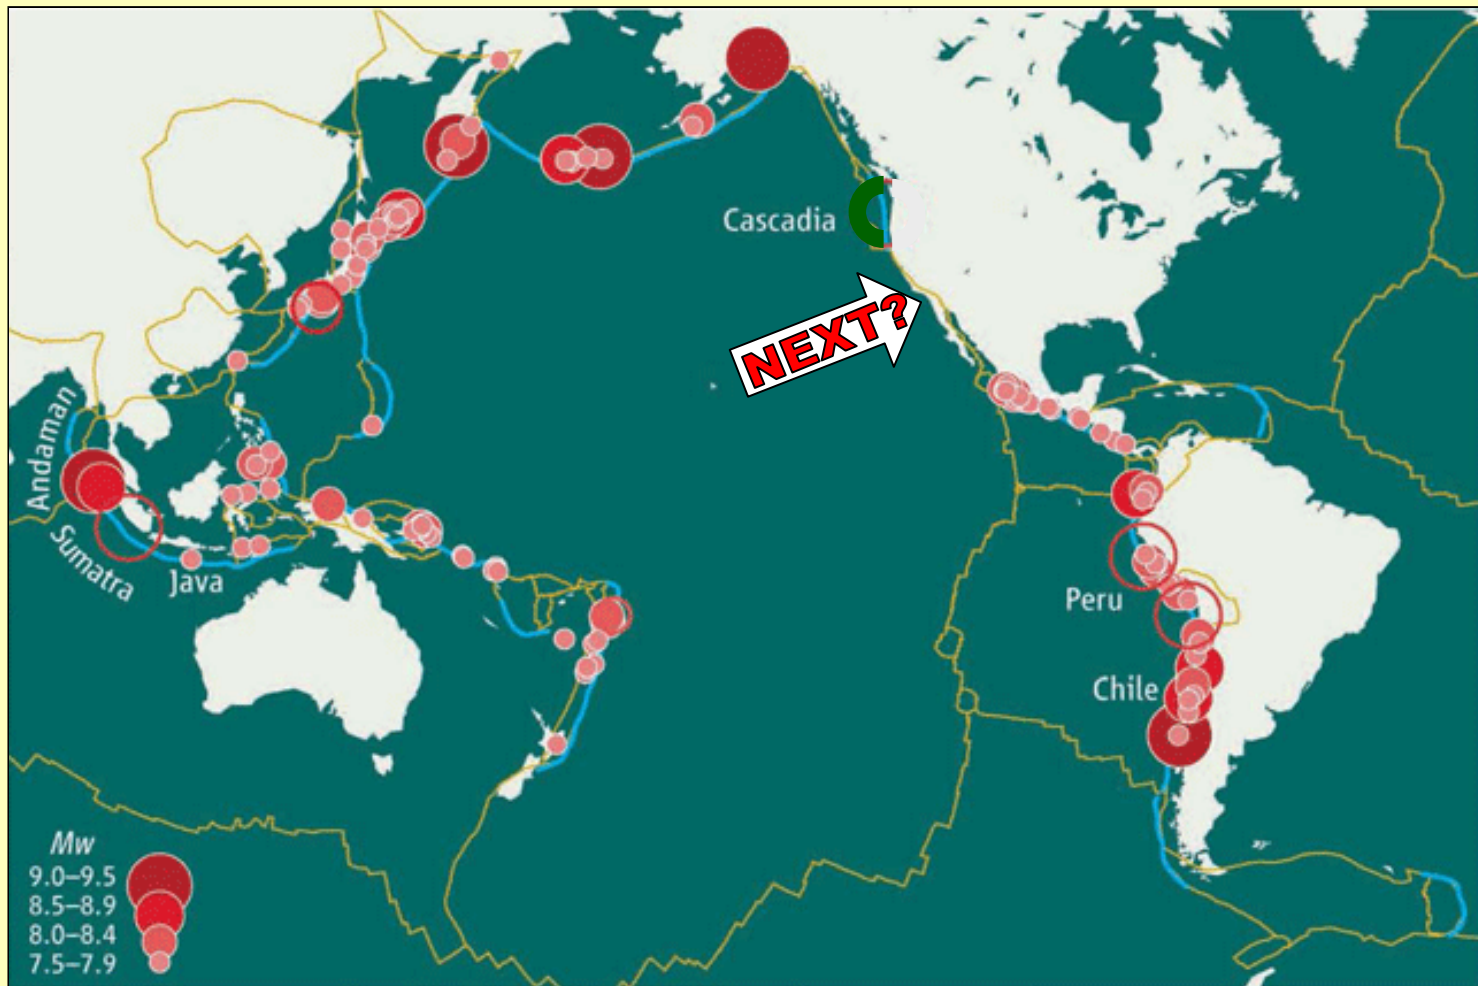 Cascadia
NEXT?
Andaman
Sumatra
Java
Peru
Chile
Mw
9.0–9.5
8.5–8.9
8.0–8.4
7.5–7.9